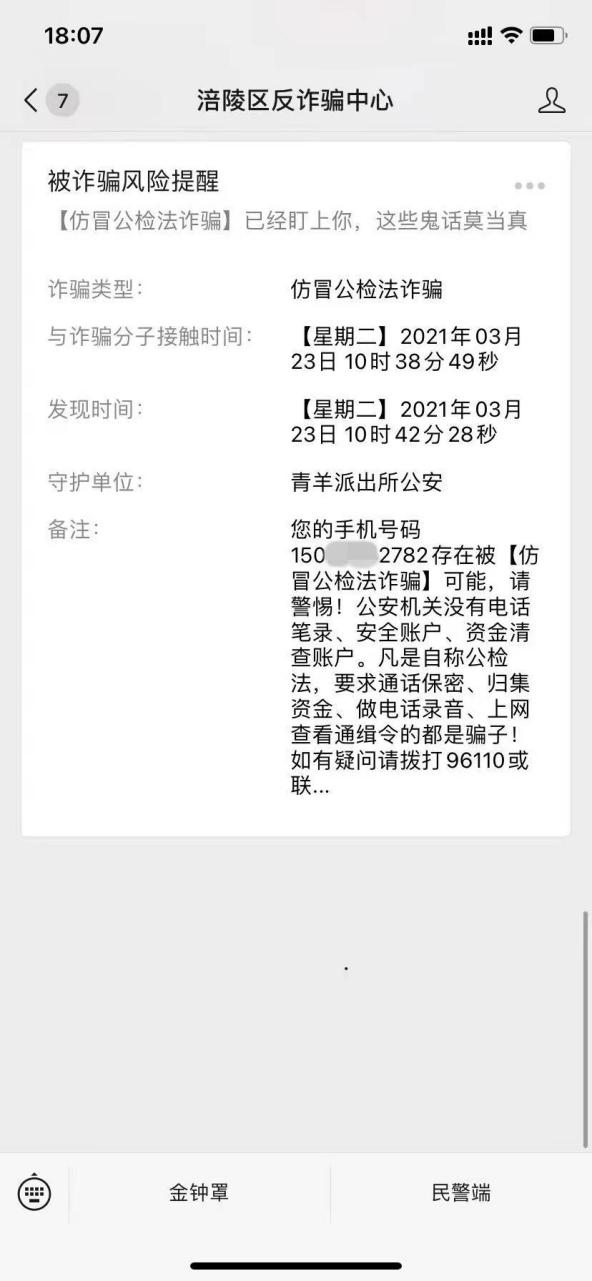 18:07
7
涪陵区反诈骗中心
被诈骗风险提醒
【仿冒公检法诈骗】已经盯上你，这些鬼话莫当真
诈骗类型：
仿冒公检法诈骗
与诈骗分子接触时间：
【星期二】2021年03月
23日 10时38分49秒
发现时间：
【星期二】2021年03月
23日 10时42分28秒
守护单位：
青羊派出所公安
备注：
您的手机号码
150 2782存在被【仿
冒公检法诈骗】可能，请
警惕！公安机关没有电话
笔录、安全账户、资金清
查账户。凡是自称公检
法，要求通话保密、归集
资金、做电话录音、上网
查看通缉令的都是骗子！
如有疑问请拨打96110或
联...
金钟罩
民警端